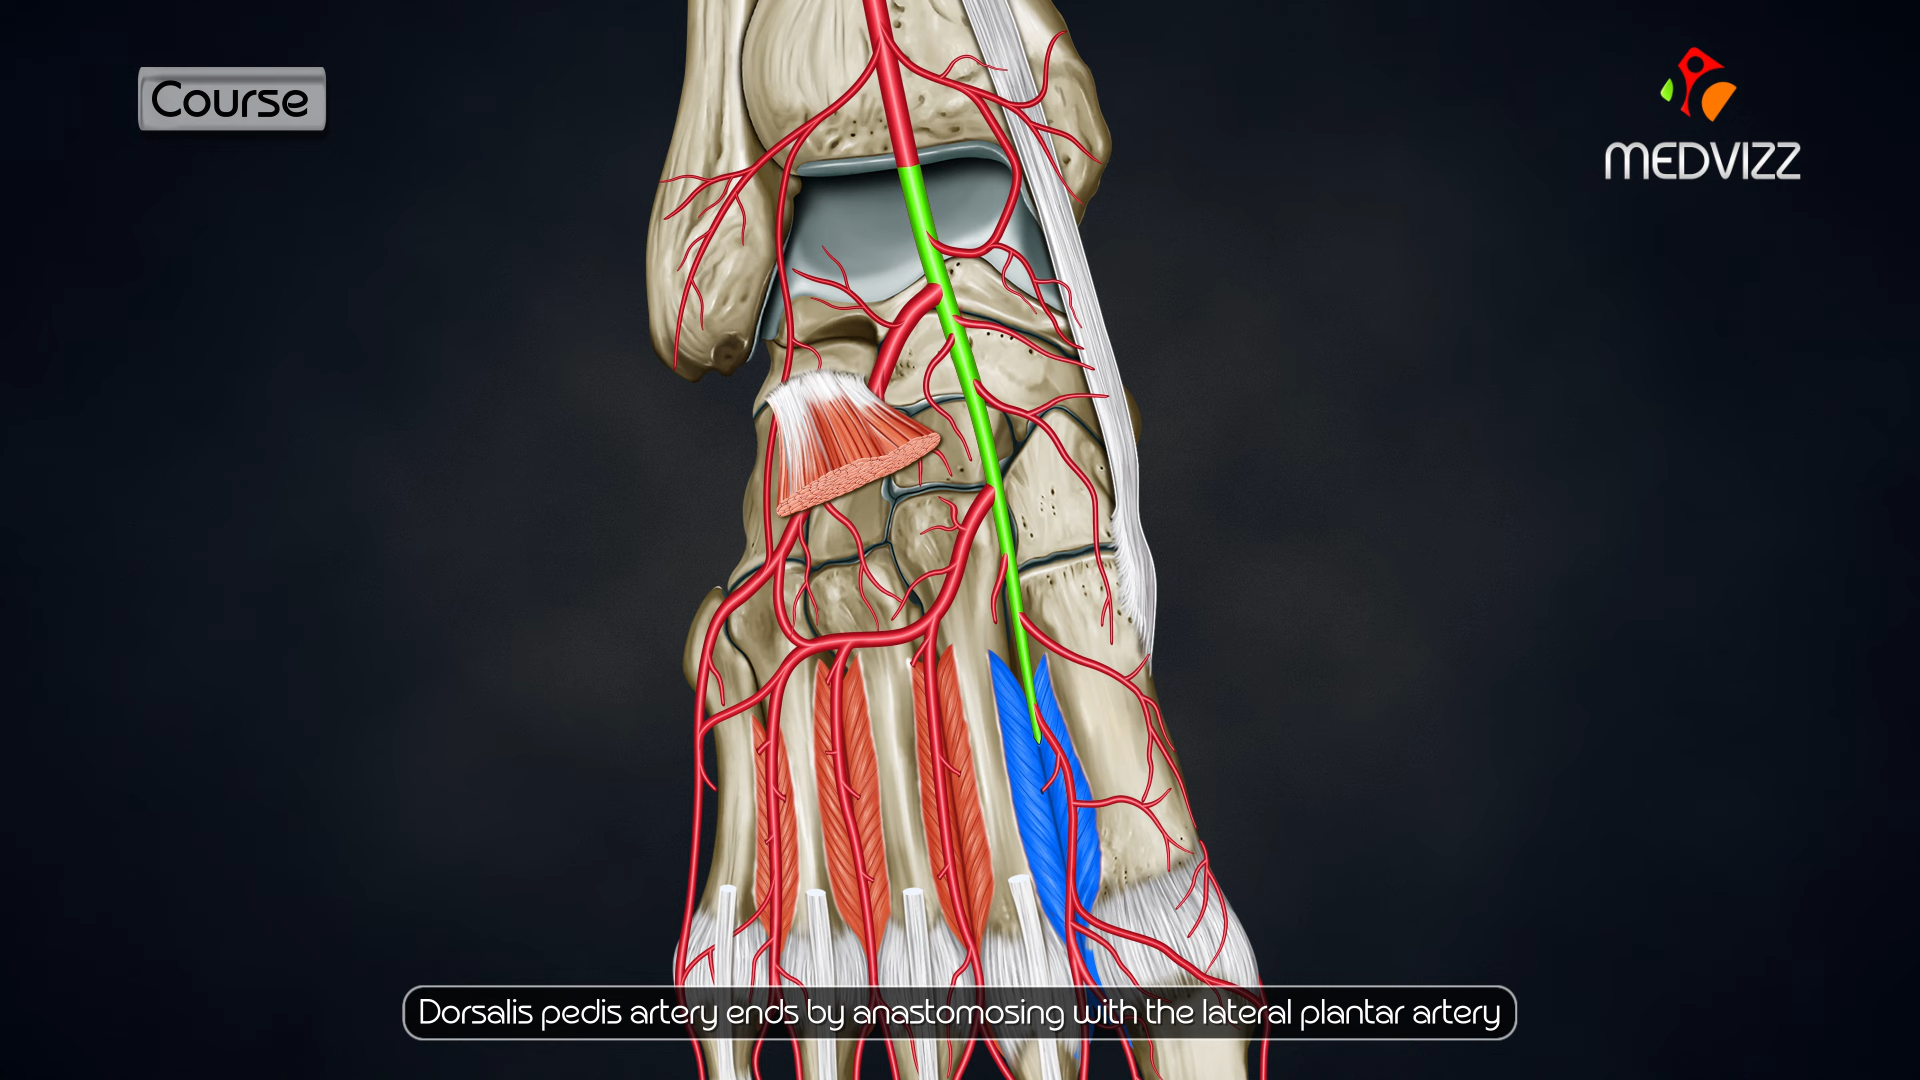 Course
MEDVIZZ
Dorsalis pedis artery ends by anastomosing with the lateral plantar artery